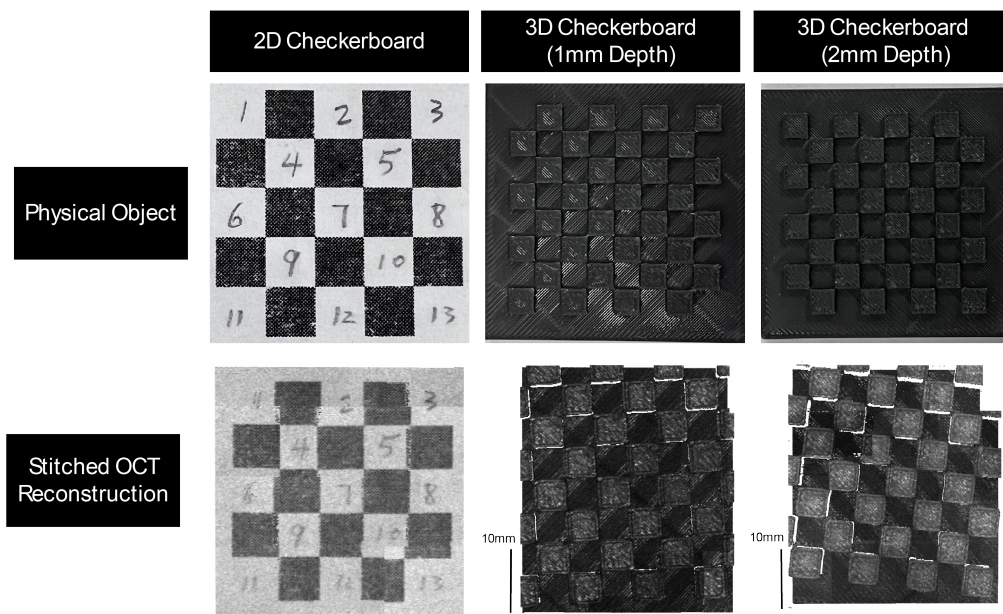 2D Checkerboard
3D Checkerboard
(1mm Depth)
3D Checkerboard
(2mm Depth)
Physical Object
1 2 3
4 5
6 7 8
9 10
11 12 13
Stitched OCT
Reconstruction
11 2 3
4 5
6 7 8
9 10
11 12 13
10mm
10mm